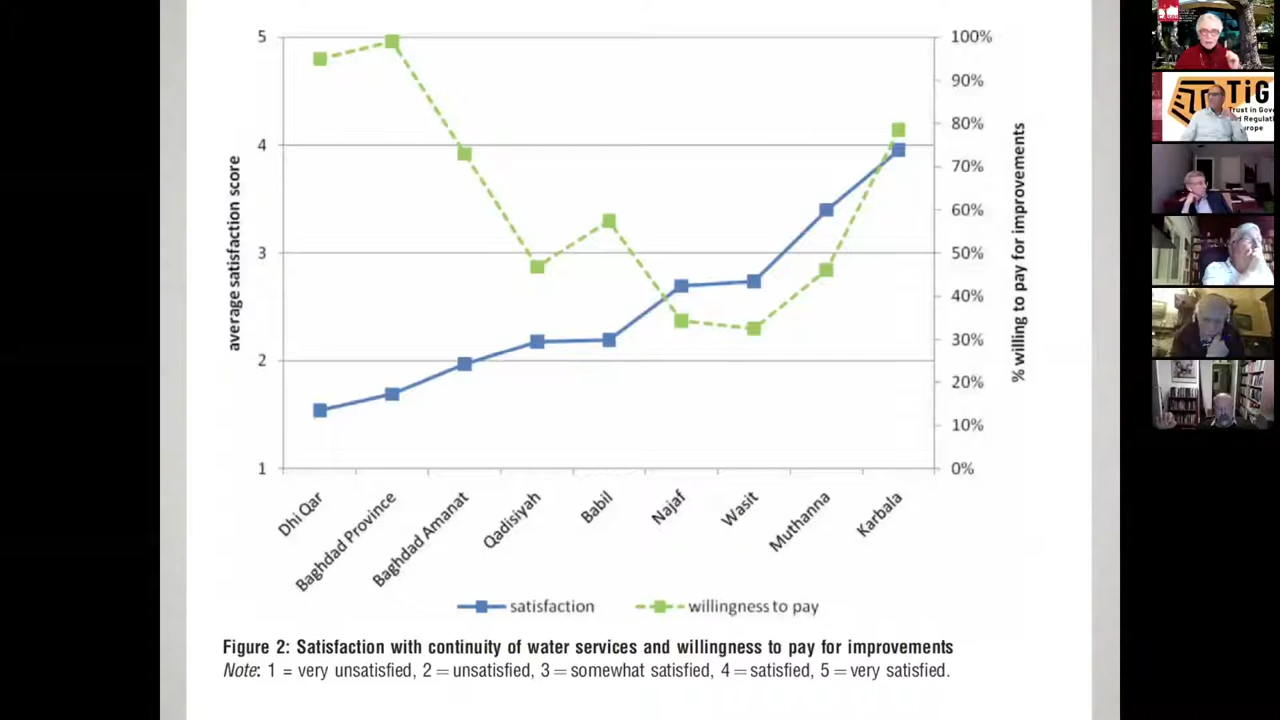 5
4
3
2
1
average satisfaction score
100%
90%
80%
70%
60%
50%
40%
30%
20%
10%
0%
% willing to pay for improvements
Dhi Qar
Baghdad Province
Baghdad Amanat
Qadisiyah
Babil
Najaf
Wasit
Muthanna
Karbala
satisfaction
willingness to pay
Figure 2: Satisfaction with continuity of water services and willingness to pay for improvements
Note: 1 = very unsatisfied, 2 = unsatisfied, 3 = somewhat satisfied, 4 = satisfied, 5 = very satisfied.
TiG
Trust in Gove